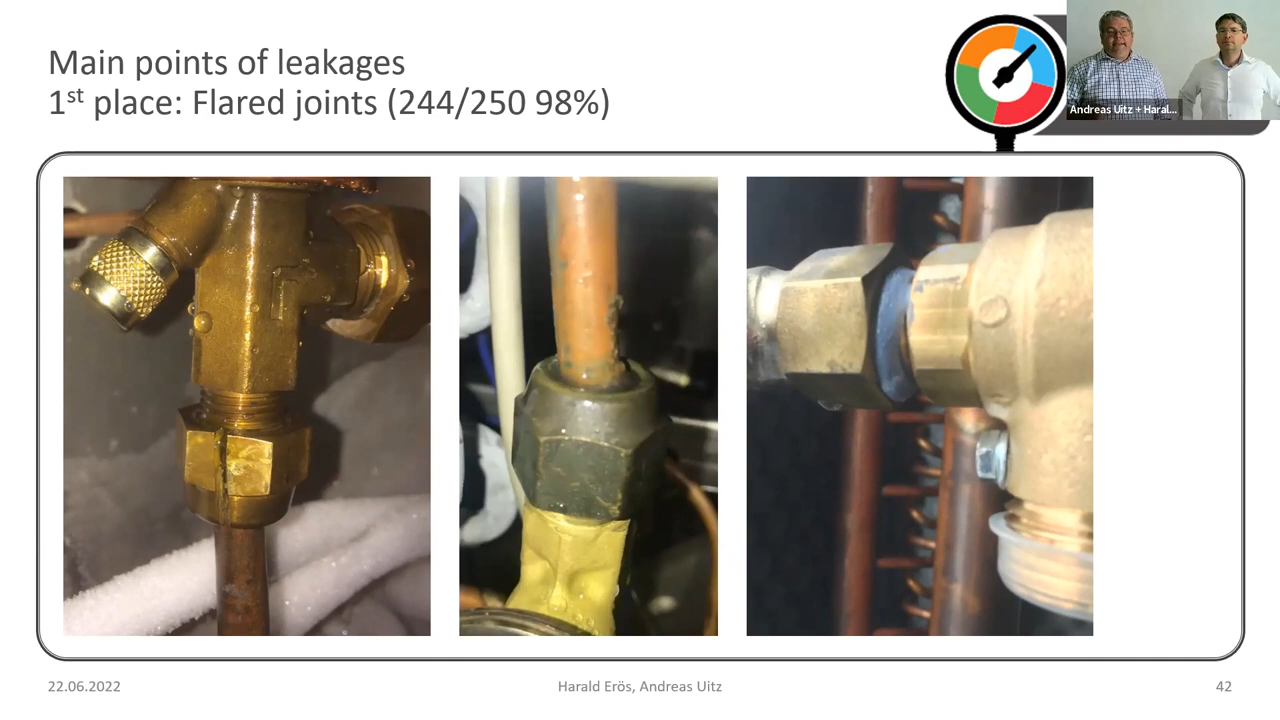 Main points of leakages
1st place: Flared joints (244/250 98%)
Andreas Uitz + Haral...
22.06.2022
Harald Erös, Andreas Uitz
42